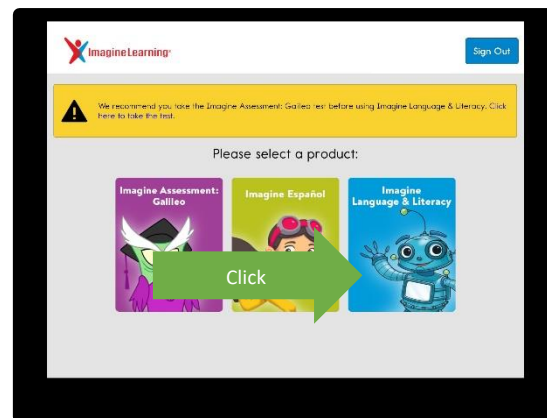 Imagine Learning
Sign Out
We recommend you take the Imagine Assessment: Galileo test before using Imagine Language & Literacy. Click
here to take the test.
Please select a product:
Imagine Assessment:
Galileo
Imagine Español
Imagine
Language & Literacy
Click